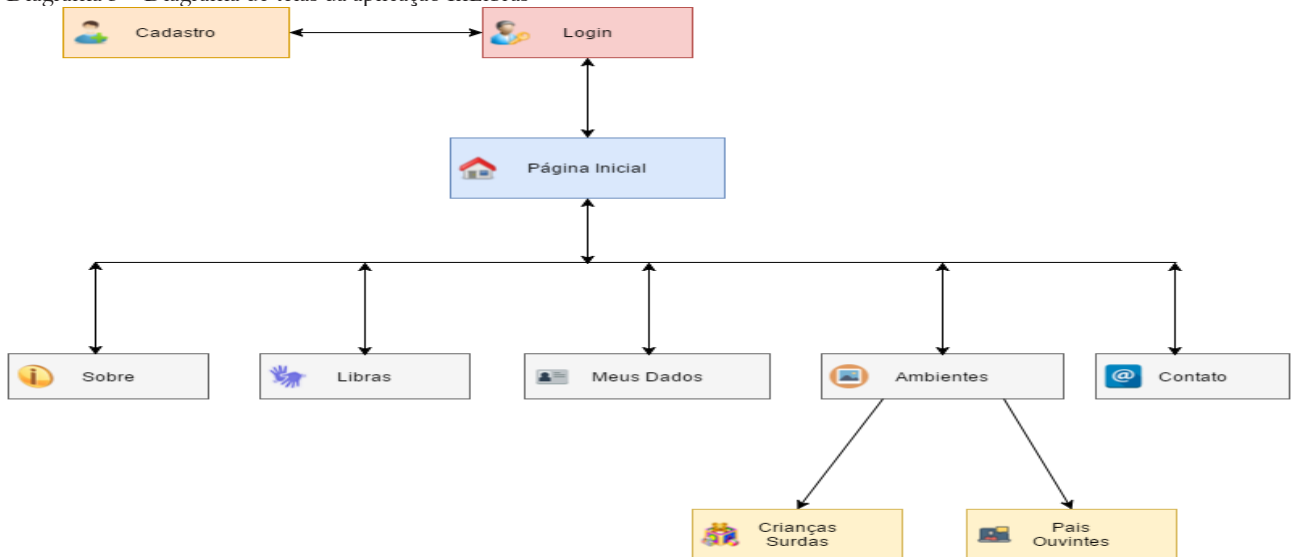 Cadastro
Login
Página Inicial
Sobre
Libras
Meus Dados
Ambientes
Contato
Crianças
Surdas
Pais
Ouvintes